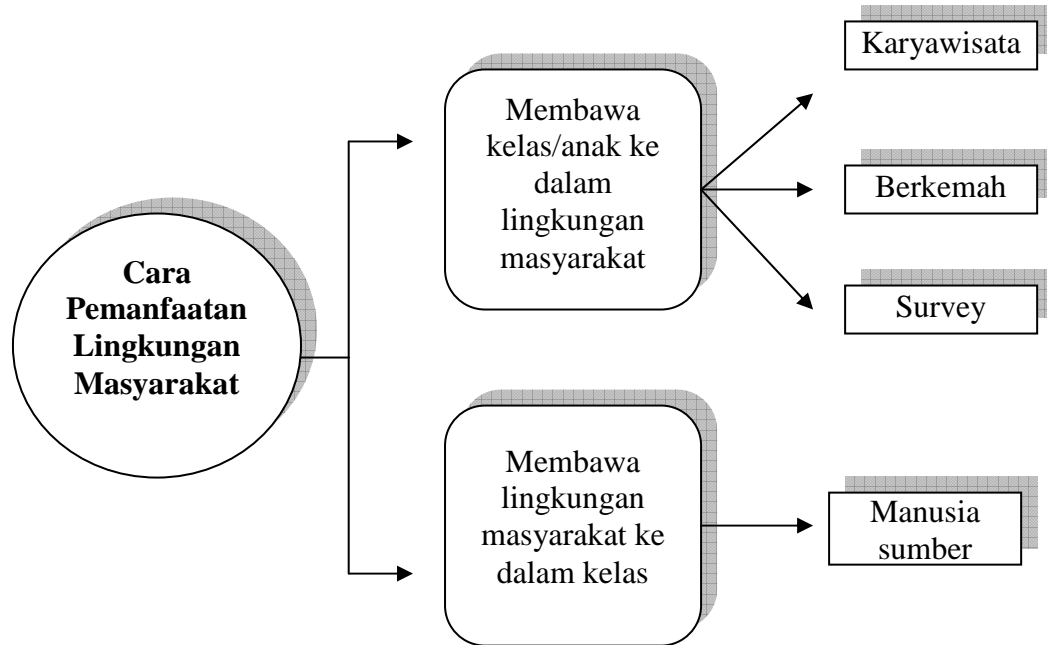 Cara
Pemanfaatan
Lingkungan
Masyarakat
Membawa
kelas/anak ke
dalam
lingkungan
masyarakat
Karyawisata
Berkemah
Survey
Membawa
lingkungan
masyarakat ke
dalam kelas
Manusia
sumber